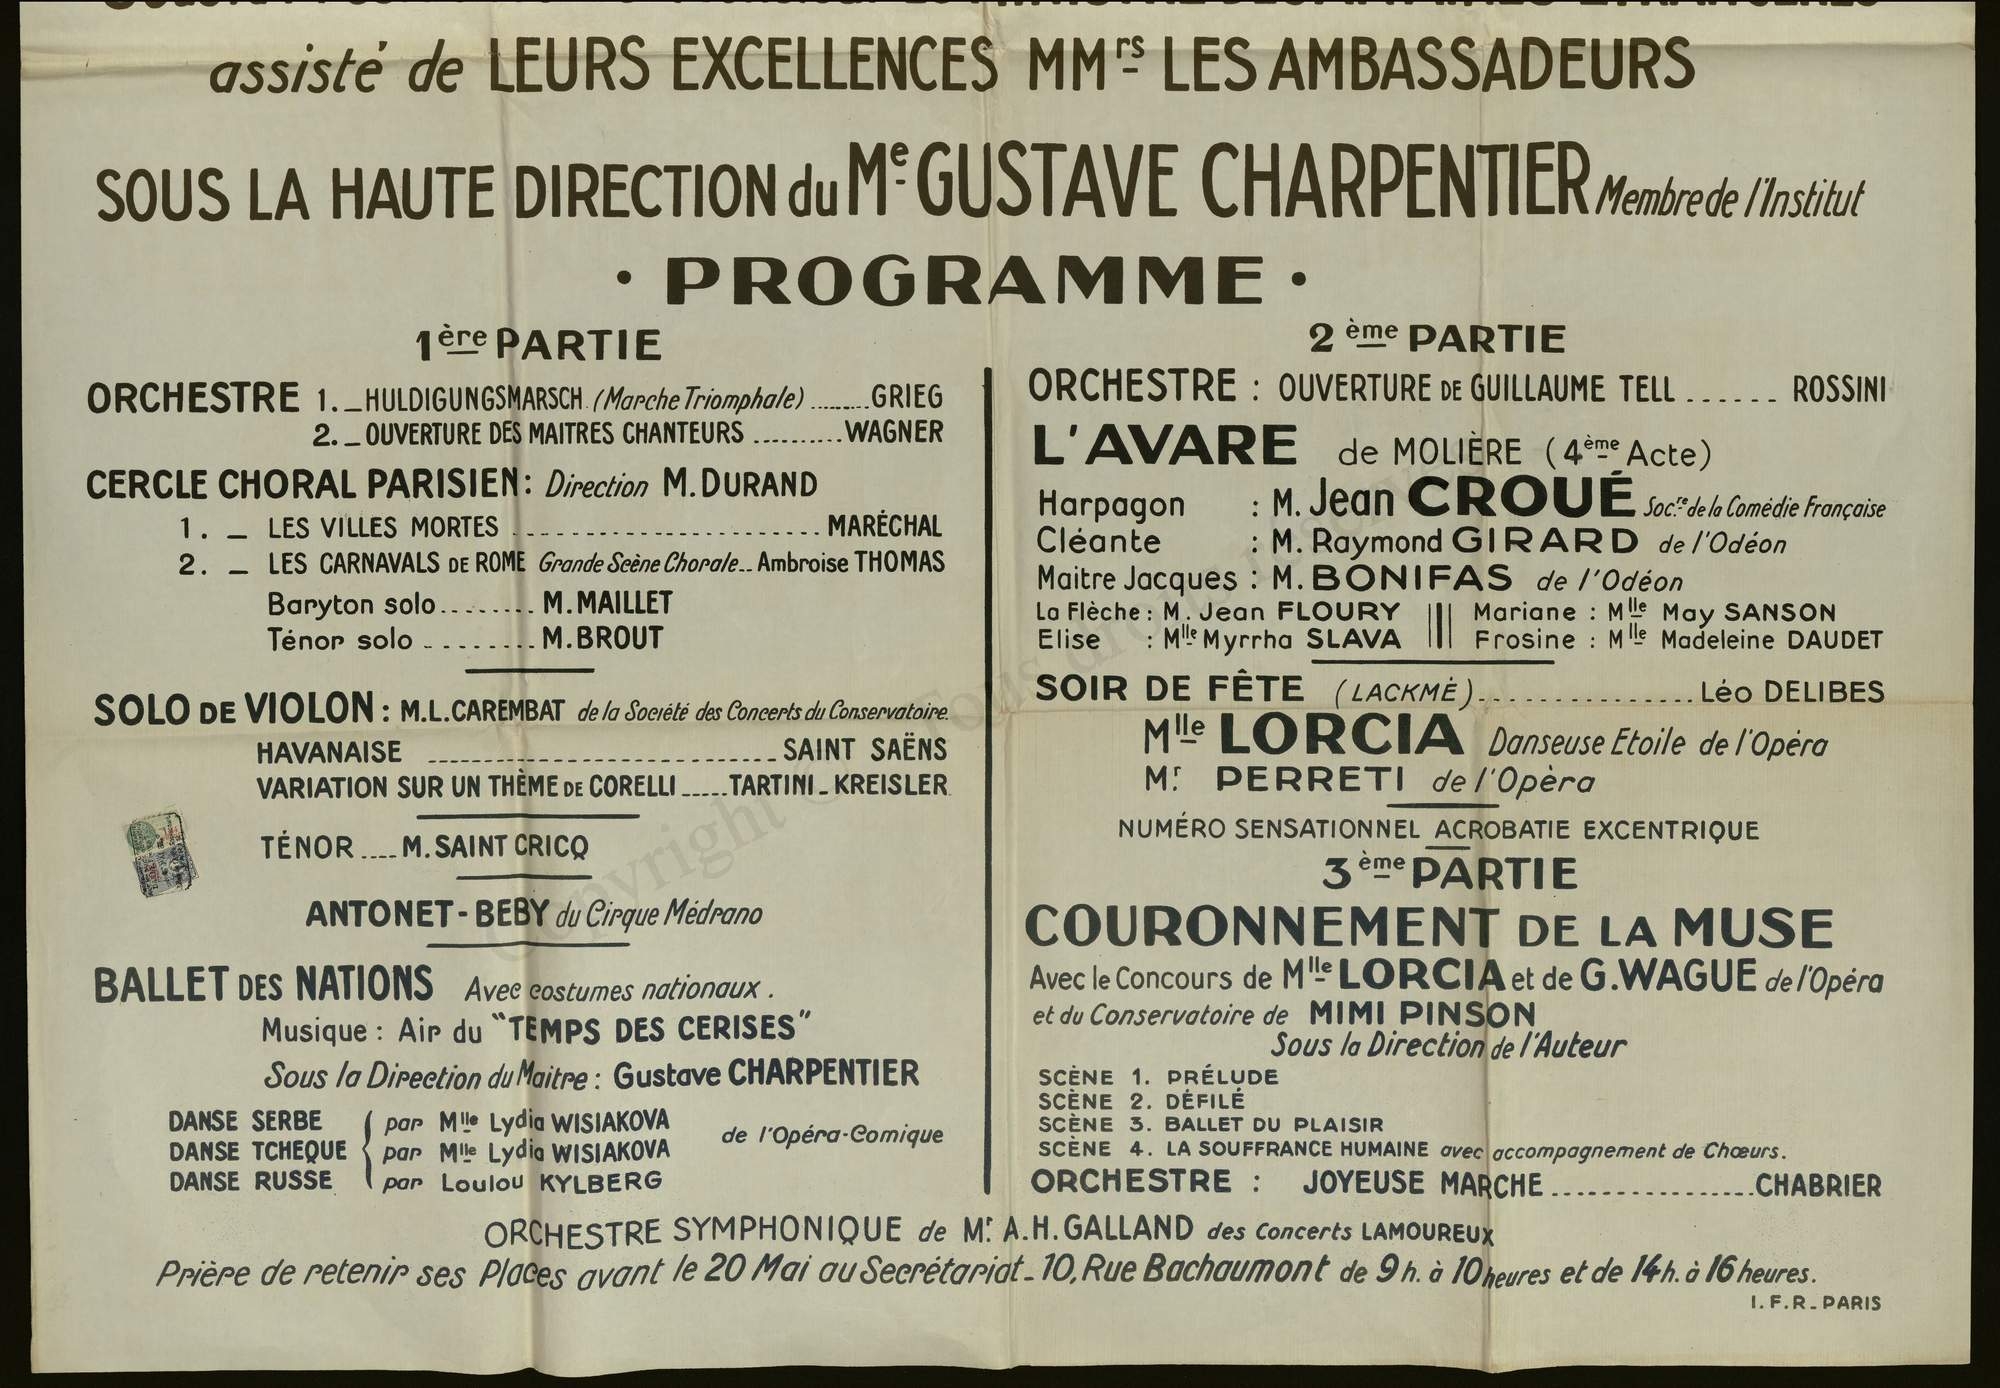 assisté de LEURS EXCELLENCES MMrs LES AMBASSADEURS
SOUS LA HAUTE DIRECTION du Me GUSTAVE CHARPENTIER Membre de l'Institut
• PROGRAMME •
1ère PARTIE
ORCHESTRE 1. _ HULDIGUNGSMARSCH (Marche Triomphale) ......... GRIEG
2. _ OUVERTURE DES MAITRES CHANTEURS .......... WAGNER
CERCLE CHORAL PARISIEN : Direction M. DURAND
1. _ LES VILLES MORTES ........................ MARÉCHAL
2. _ LES CARNAVALS DE ROME Grande Scène Chorale.. Ambroise THOMAS
Baryton solo ........ M. MAILLET
Ténor solo ........ M. BROUT
SOLO DE VIOLON : M.L. CAREMBAT de la Société des Concerts du Conservatoire.
HAVANAISE ........................ SAINT SAËNS
VARIATION SUR UN THÈME DE CORELLI ..... TARTINI _ KREISLER
TÉNOR .... M. SAINT CRICQ
ANTONET - BEBY du Cirque Médrano
BALLET DES NATIONS Avec costumes nationaux.
Musique : Air du "TEMPS DES CERISES"
Sous la Direction du Maitre : Gustave CHARPENTIER
DANSE SERBE par Mlle Lydia WISIAKOVA
DANSE TCHEQUE par Mlle Lydia WISIAKOVA de l'Opéra-Comique
DANSE RUSSE par Loulou KYLBERG
2ème PARTIE
ORCHESTRE : OUVERTURE DE GUILLAUME TELL ...... ROSSINI
L'AVARE de MOLIÈRE (4ème Acte)
Harpagon : M. Jean CROUÉ Socre de la Comédie Française
Cléante : M. Raymond GIRARD de l'Odéon
Maitre Jacques : M. BONIFAS de l'Odéon
La Flèche : M. Jean FLOURY ||| Mariane : Mlle May SANSON
Elise : Mlle Myrrha SLAVA ||| Frosine : Mlle Madeleine DAUDET
SOIR DE FÊTE (LACKMÈ) ................ Léo DELIBES
Mlle LORCIA Danseuse Etoile de l'Opéra
Mr PERRETI de l'Opèra
NUMÉRO SENSATIONNEL ACROBATIE EXCENTRIQUE
3ème PARTIE
COURONNEMENT DE LA MUSE
Avec le Concours de Mlle LORCIA et de G. WAGUE de l'Opéra
et du Conservatoire de MIMI PINSON
Sous la Direction de l'Auteur
SCÈNE 1. PRÉLUDE
SCÈNE 2. DÉFILÉ
SCÈNE 3. BALLET DU PLAISIR
SCÈNE 4. LA SOUFFRANCE HUMAINE avec accompagnement de Chœurs.
ORCHESTRE : JOYEUSE MARCHE ................. CHABRIER
ORCHESTRE SYMPHONIQUE de Mr. A.H. GALLAND des Concerts LAMOUREUX
Prière de retenir ses Places avant le 20 Mai au Secrétariat _ 10, Rue Bachaumont de 9 h. à 10 heures et de 14 h. à 16 heures.
I.F.R _ PARIS
Copyright © Tous droits